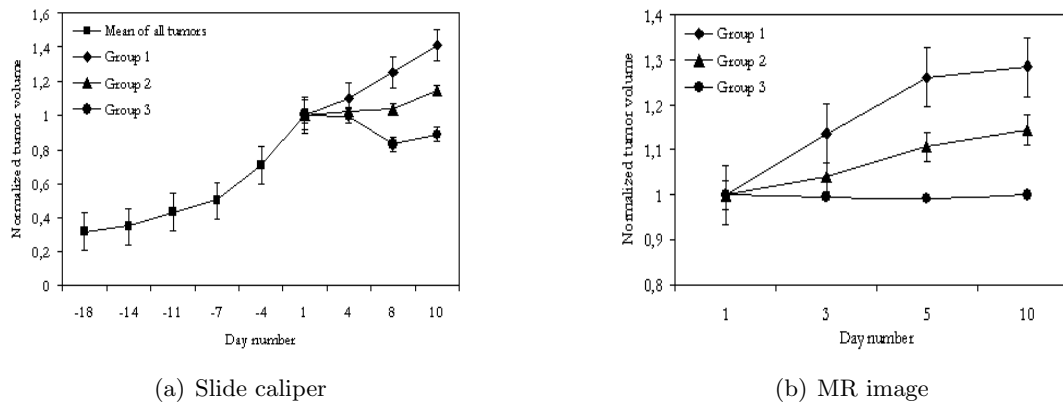 Normalized tumor volume
1,6
1,4
1,2
1
0,8
0,6
0,4
0,2
0
Mean of all tumors
Group 1
Group 2
Group 3
-18 -14 -11 -7 -4 1 4 8 10
Day number
(a) Slide caliper
Normalized tumor volume
1,4
1,3
1,2
1,1
1
0,9
0,8
Group 1
Group 2
Group 3
1 3 5 10
Day number
(b) MR image